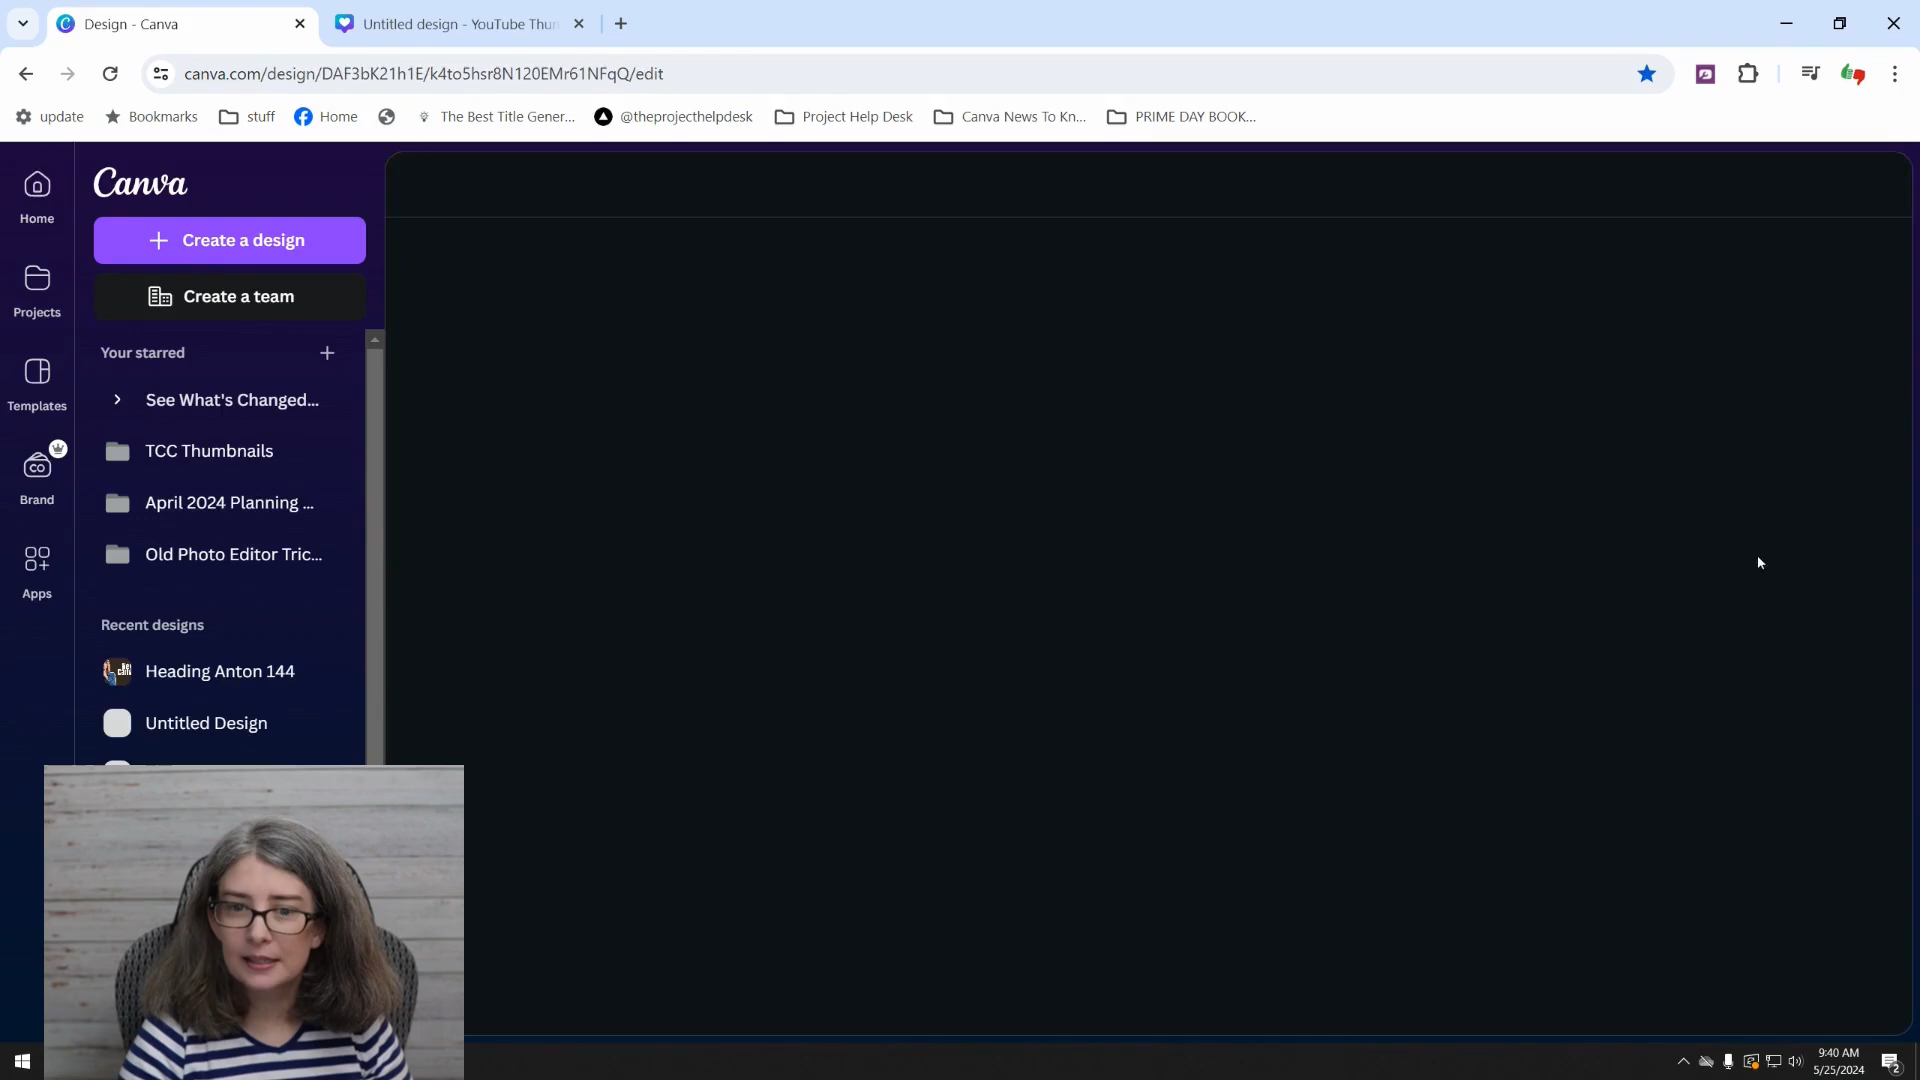 Design - Canva
Untitled design - YouTube Thun
canva.com/design/DAF3bK21h1E/k4to5hsr8N120EMr61NFqQ/edit
update
Bookmarks
stuff
Home
The Best Title Gener...
@theprojecthelpdesk
Project Help Desk
Canva News To Kn...
PRIME DAY BOOK...
Home
Projects
Templates
CO
Brand
Apps
Canva
Create a design
Create a team
Your starred
See What's Changed...
TCC Thumbnails
April 2024 Planning ...
Old Photo Editor Tric...
Recent designs
Heading Anton 144
Untitled Design
9:40 AM
5/25/2024
2